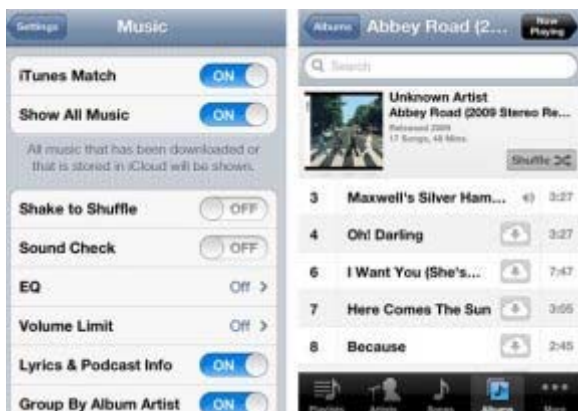 Settings
Music
iTunes Match
ON
Show All Music
ON
All music that has been downloaded or
that is stored in iCloud will be shown.
Shake to Shuffle
OFF
Sound Check
OFF
EQ
Off
Volume Limit
Off
Lyrics & Podcast Info
ON
Group By Album Artist
ON
Albums
Abbey Road (2...
Now
Playing
Search
Unknown Artist
Abbey Road (2009 Stereo Re...
Released 2009
17 Songs, 48 Mins.
Shuffle
3 Maxwell's Silver Ham... 3:27
4 Oh! Darling 3:27
6 I Want You (She's... 7:47
7 Here Comes The Sun 3:05
8 Because 2:45